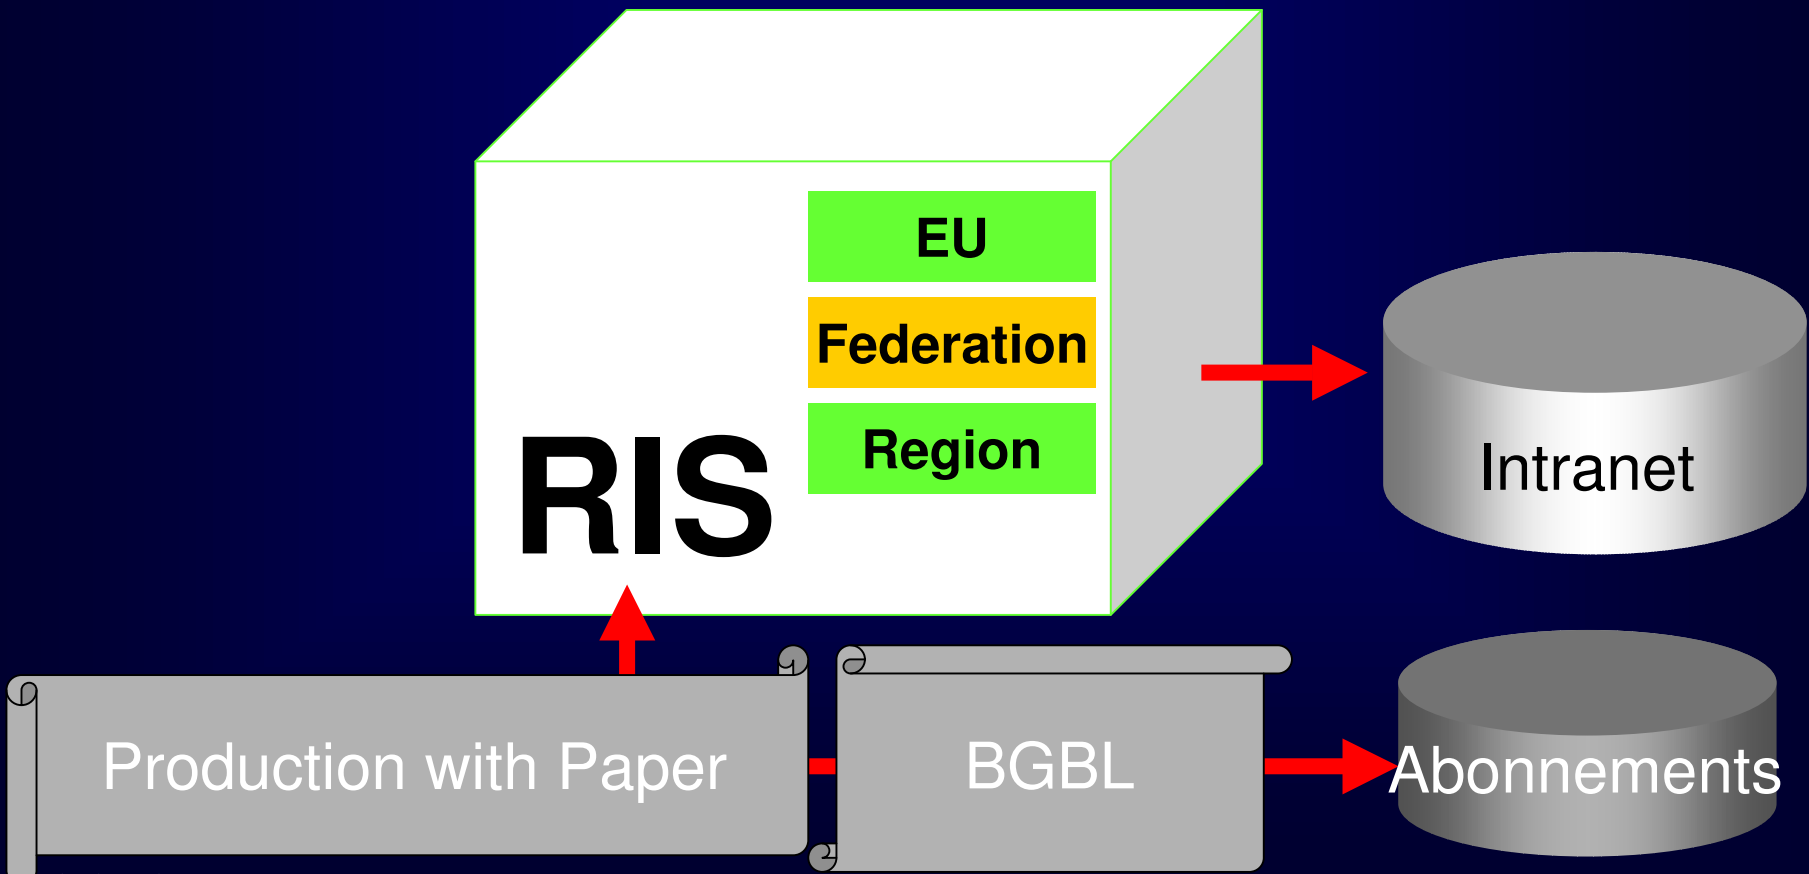 EU
Federation
Region
RIS
Intranet
Production with Paper
BGBL
Abonnements